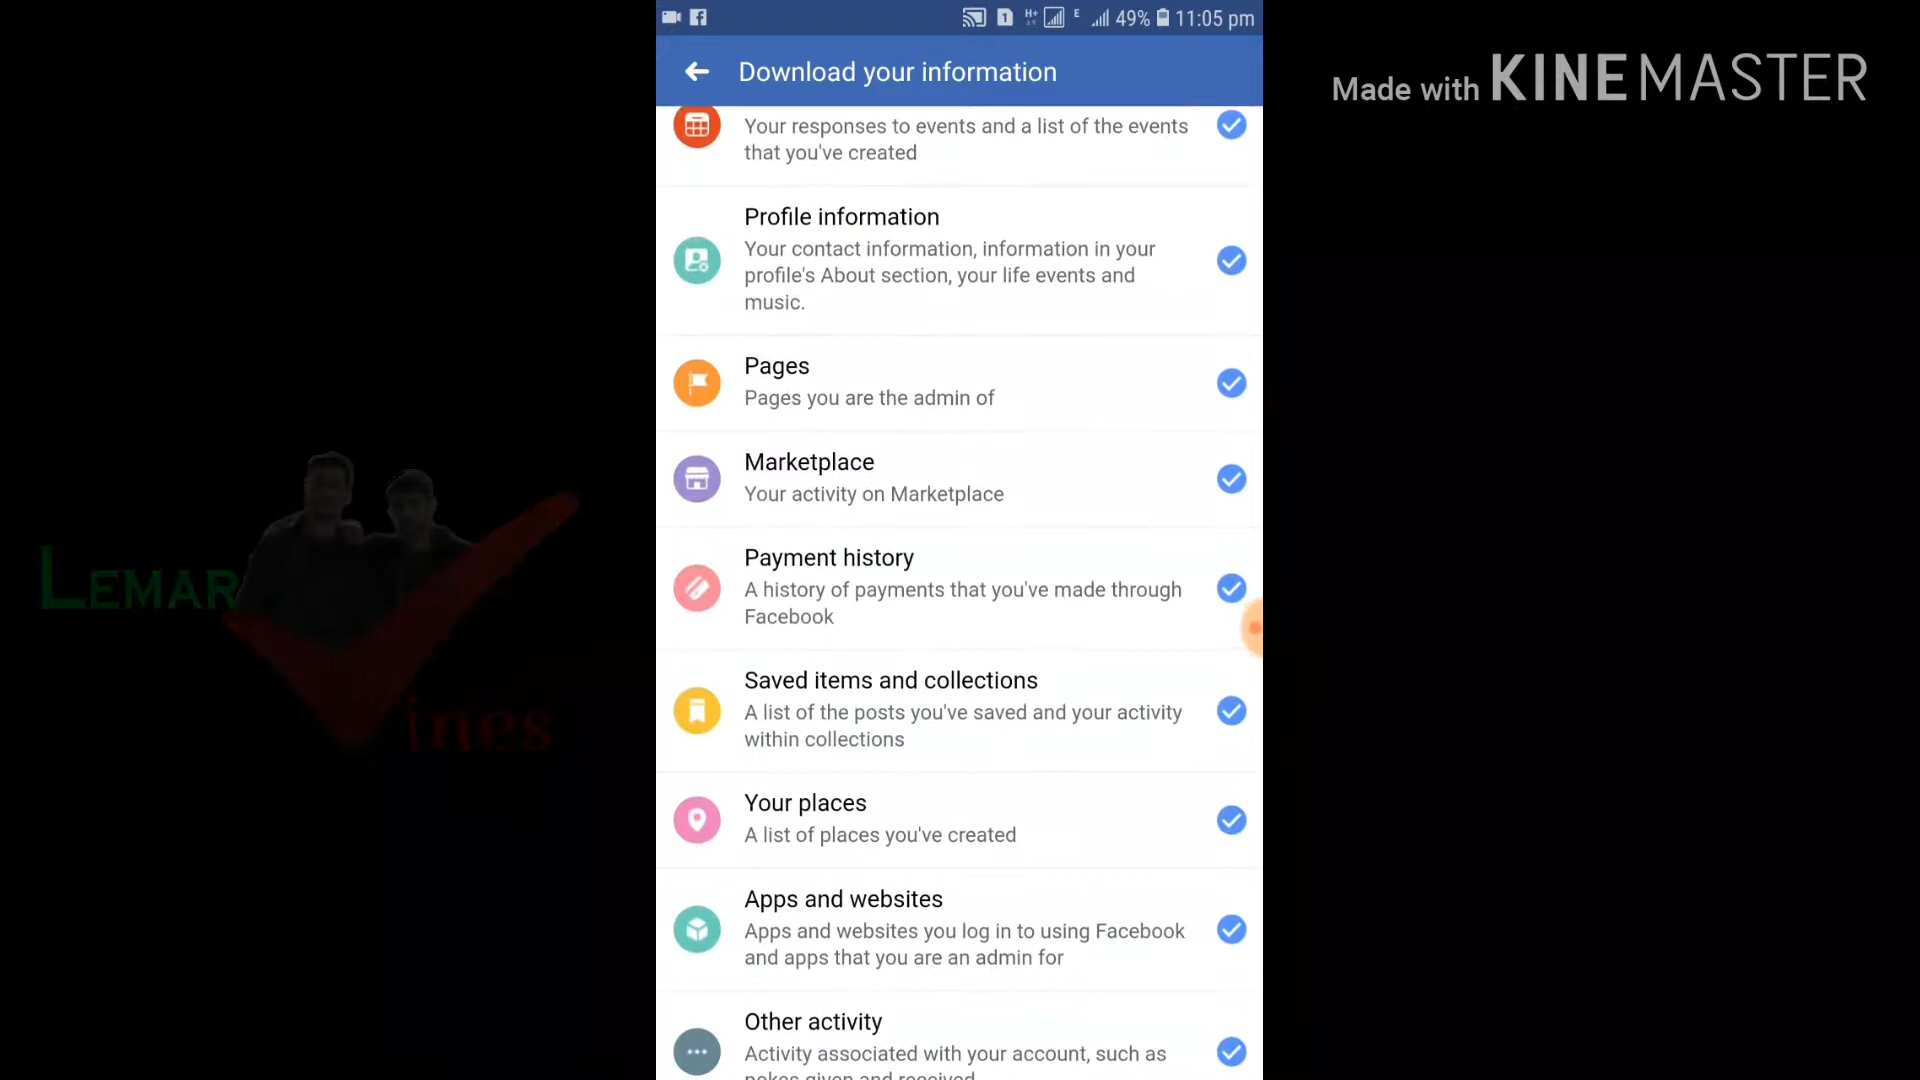 49% 11:05 pm
Download your information
Made with KINEMASTER
Your responses to events and a list of the events
that you've created
Profile information
Your contact information, information in your
profile's About section, your life events and
music.
Pages
Pages you are the admin of
Marketplace
Your activity on Marketplace
Payment history
A history of payments that you've made through
Facebook
Saved items and collections
A list of the posts you've saved and your activity
within collections
Your places
A list of places you've created
Apps and websites
Apps and websites you log in to using Facebook
and apps that you are an admin for
Other activity
Activity associated with your account, such as
pokes given and received
LEMAR
ines